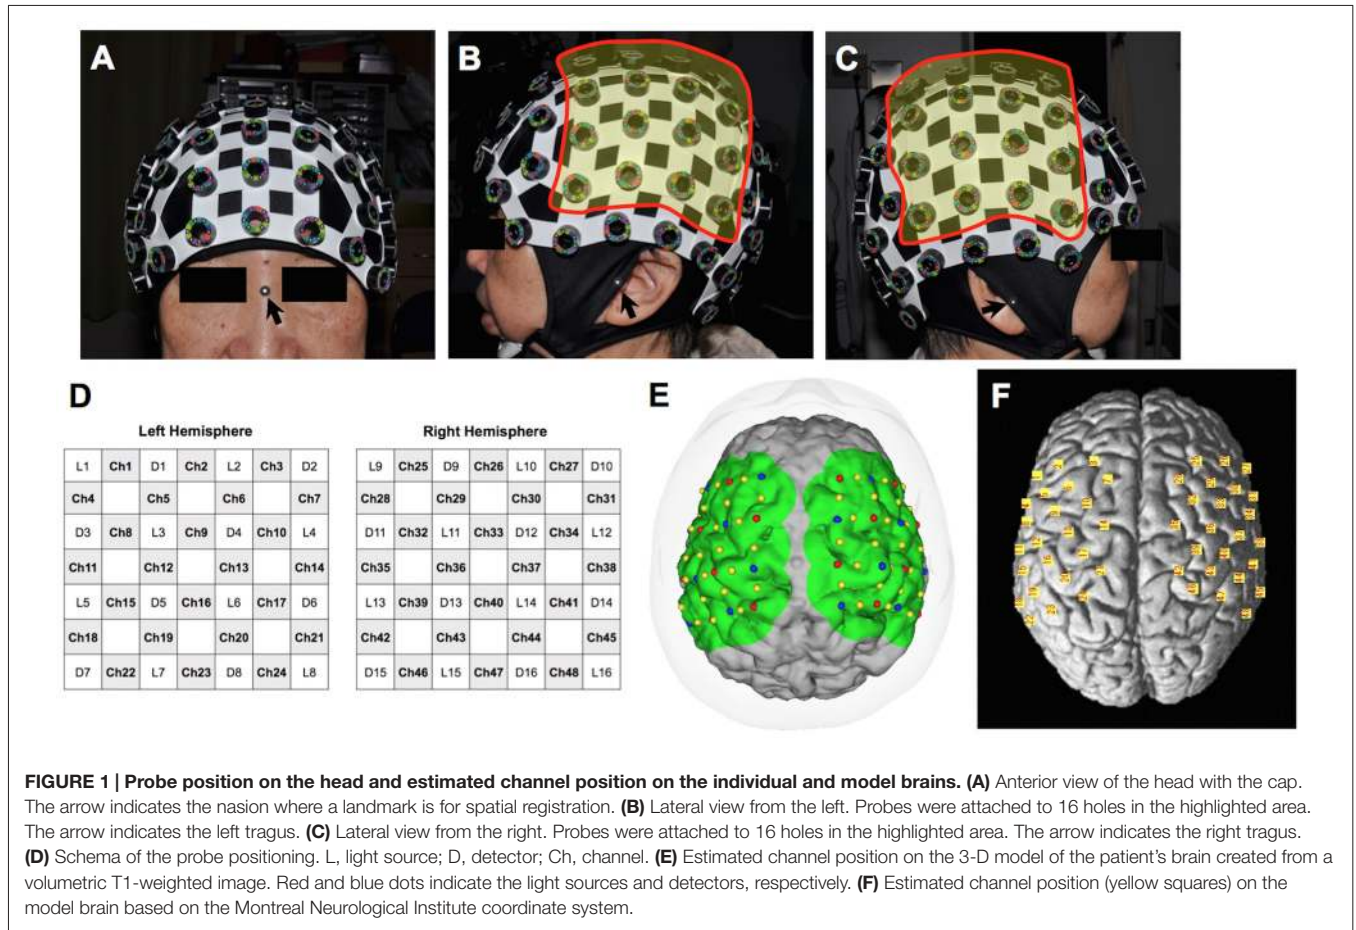 A
B
C
D
Left Hemisphere
L1 Ch1 D1 Ch2 L2 Ch3 D2
Ch4 Ch5 Ch6 Ch7
D3 Ch8 L3 Ch9 D4 Ch10 L4
Ch11 Ch12 Ch13 Ch14
L5 Ch15 D5 Ch16 L6 Ch17 D6
Ch18 Ch19 Ch20 Ch21
D7 Ch22 L7 Ch23 D8 Ch24 L8
Right Hemisphere
L9 Ch25 D9 Ch26 L10 Ch27 D10
Ch28 Ch29 Ch30 Ch31
D11 Ch32 L11 Ch33 D12 Ch34 L12
Ch35 Ch36 Ch37 Ch38
L13 Ch39 D13 Ch40 L14 Ch41 D14
Ch42 Ch43 Ch44 Ch45
D15 Ch46 L15 Ch47 D16 Ch48 L16
E
F
FIGURE 1 | Probe position on the head and estimated channel position on the individual and model brains. (A) Anterior view of the head with the cap.
The arrow indicates the nasion where a landmark is for spatial registration. (B) Lateral view from the left. Probes were attached to 16 holes in the highlighted area.
The arrow indicates the left tragus. (C) Lateral view from the right. Probes were attached to 16 holes in the highlighted area. The arrow indicates the right tragus.
(D) Schema of the probe positioning. L, light source; D, detector; Ch, channel. (E) Estimated channel position on the 3-D model of the patient's brain created from a
volumetric T1-weighted image. Red and blue dots indicate the light sources and detectors, respectively. (F) Estimated channel position (yellow squares) on the
model brain based on the Montreal Neurological Institute coordinate system.